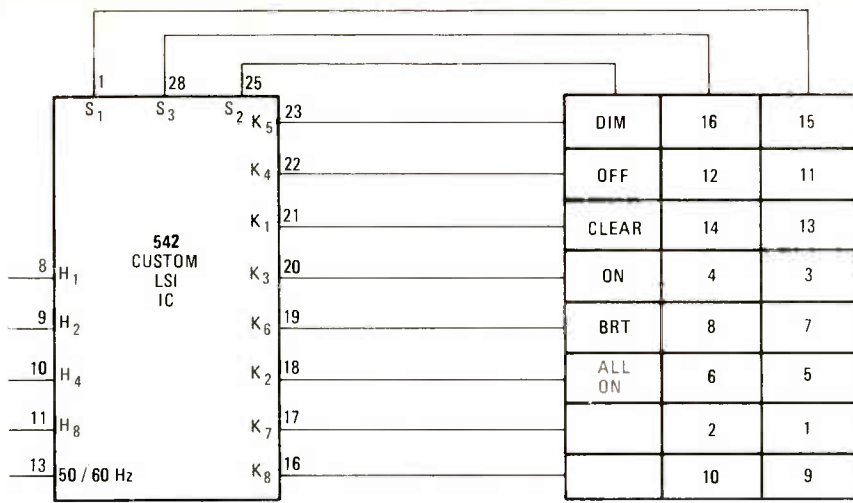 1 28 25
S1 S3 S2
K5 23 DIM 16 15
K4 22 OFF 12 11
K1 21 CLEAR 14 13
542
CUSTOM
LSI
IC
8 H1 K3 20 ON 4 3
9 H2 K6 19 BRT 8 7
10 H4 K2 18 ALL ON 6 5
11 H8 K7 17 2 1
13 50 / 60 Hz K8 16 10 9